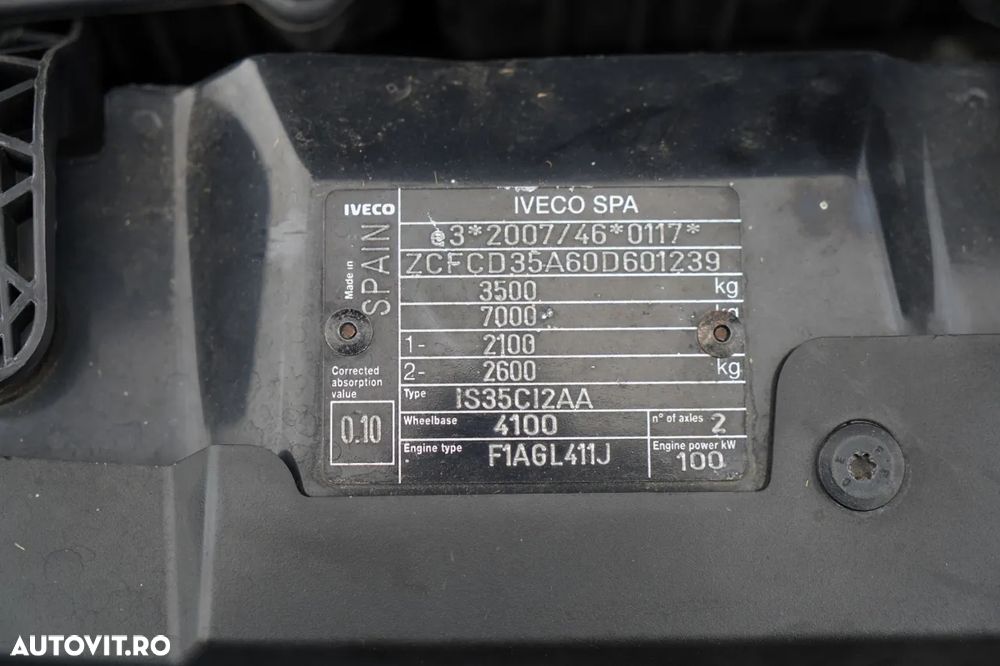 IVECO
IVECO SPA
Made in SPAIN
e3*2007/46*0117*
ZCFCD35A60D601239
3500 kg
7000 kg
1- 2100
2- 2600 kg
Corrected
absorption
value
0.10
Type IS35CI2AA
Wheelbase 4100 n° of axles 2
Engine type F1AGL411J Engine power kW
100
AUTOVIT.RO